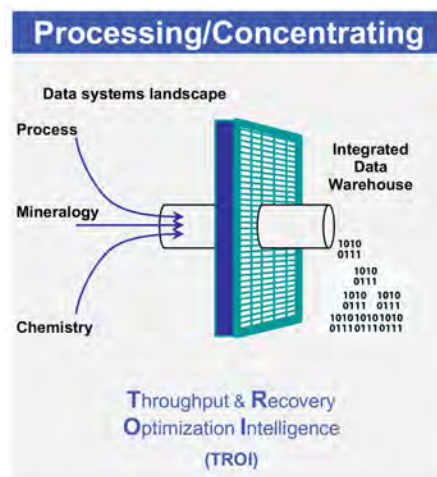 Processing/Concentrating
Data systems landscape
Process
Mineralogy
Chemistry
Integrated
Data
Warehouse
1010
0111
1010
0111
1010 1010
0111 0111
101010101010
011101110111
Throughput & Recovery
Optimization Intelligence
(TROI)